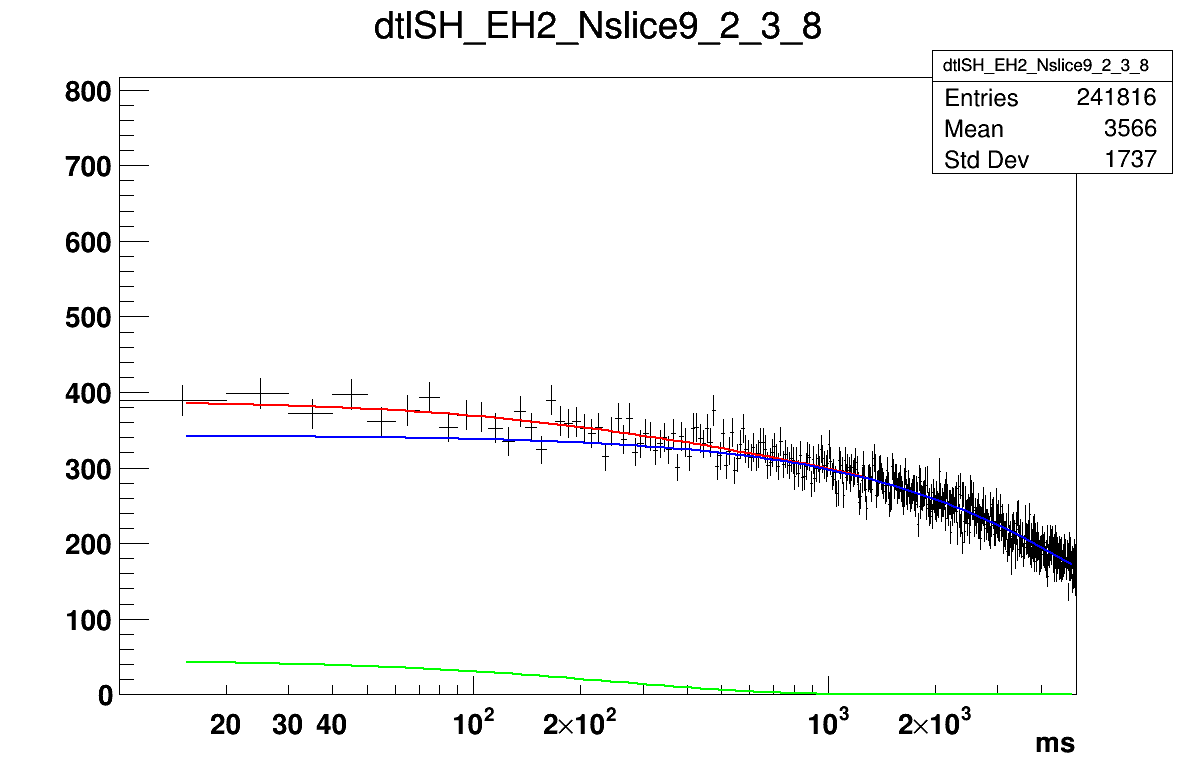 dtlSH_EH2_Nslice9_2_3_8
dtlSH_EH2_Nslice9_2_3_8
Entries 241816
Mean 3566
Std Dev 1737
800
700
600
500
400
300
200
100
0
20 30 40 10² 2×10² 10³ 2×10³
ms